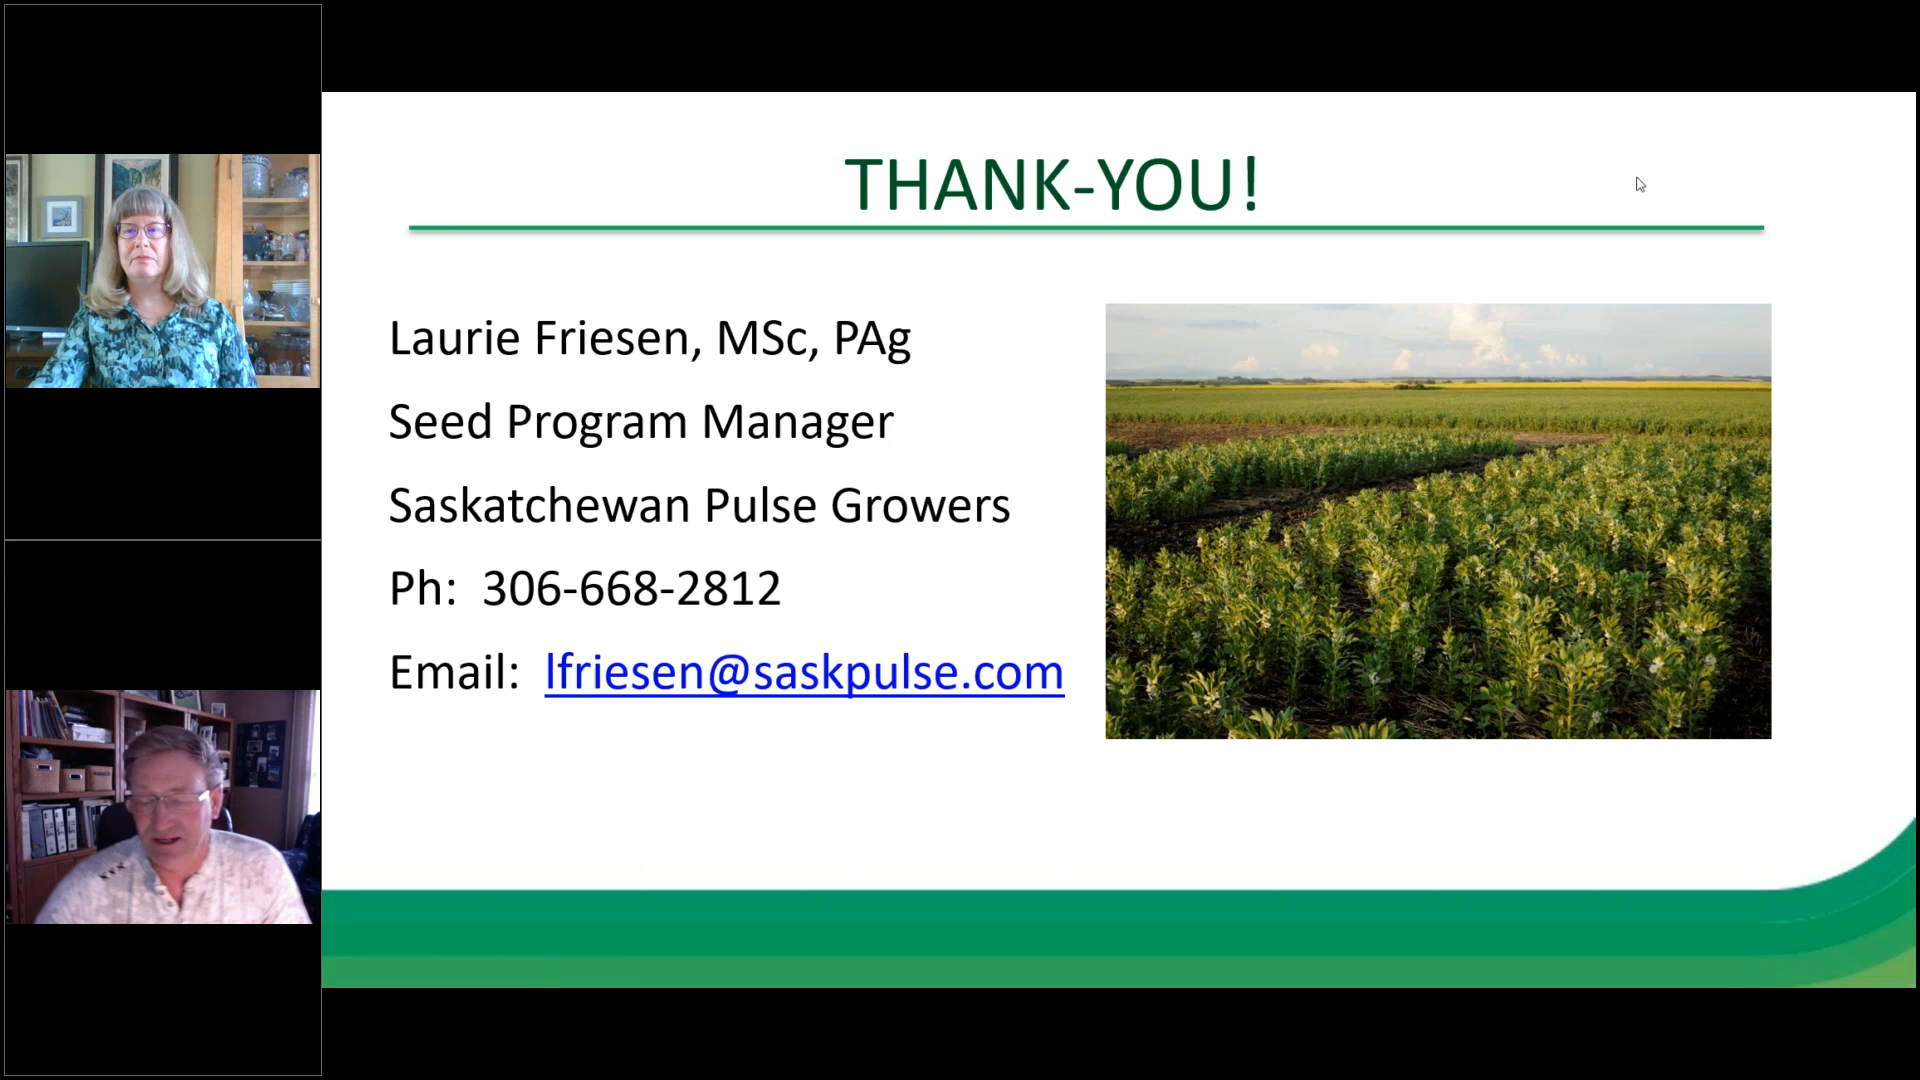 THANK-YOU!
Laurie Friesen, MSc, PAg
Seed Program Manager
Saskatchewan Pulse Growers
Ph: 306-668-2812
Email: lfriesen@saskpulse.com